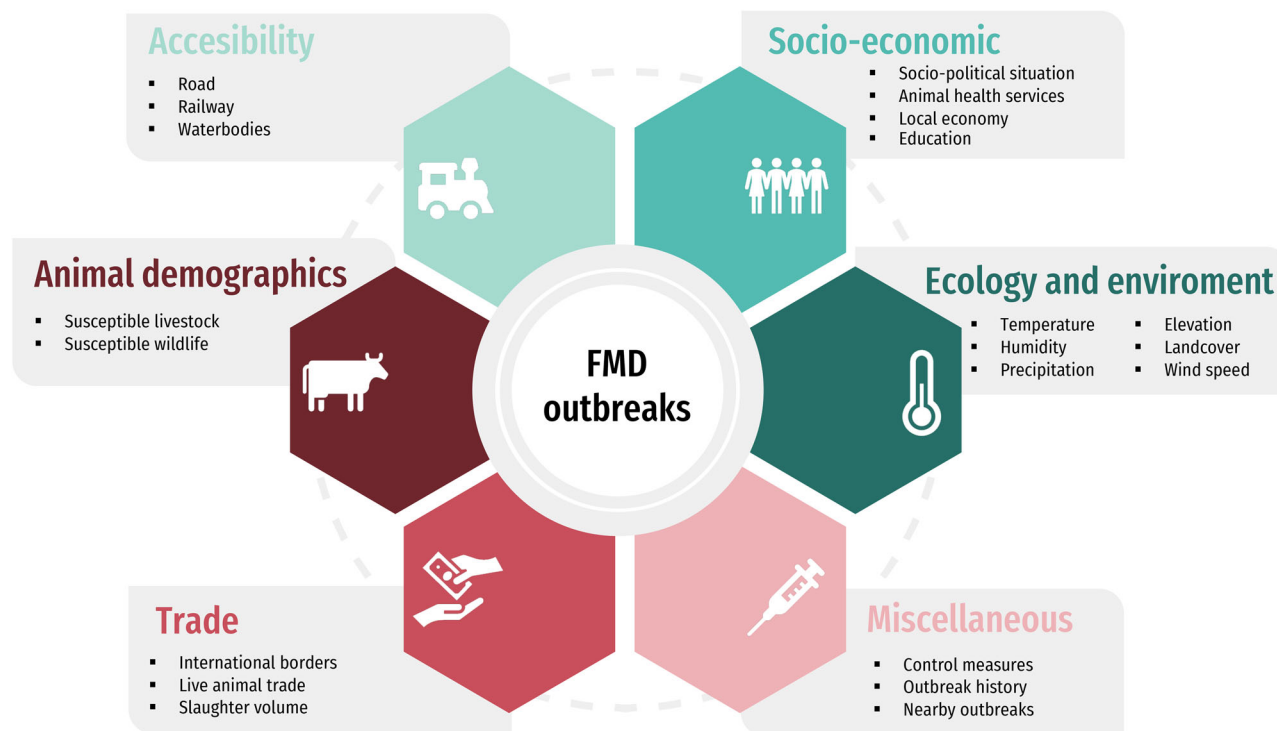 Accesibility
▪ Road
▪ Railway
▪ Waterbodies
Socio-economic
▪ Socio-political situation
▪ Animal health services
▪ Local economy
▪ Education
Animal demographics
▪ Susceptible livestock
▪ Susceptible wildlife
FMD
outbreaks
Ecology and enviroment
▪ Temperature
▪ Humidity
▪ Precipitation
▪ Elevation
▪ Landcover
▪ Wind speed
Trade
▪ International borders
▪ Live animal trade
▪ Slaughter volume
Miscellaneous
▪ Control measures
▪ Outbreak history
▪ Nearby outbreaks